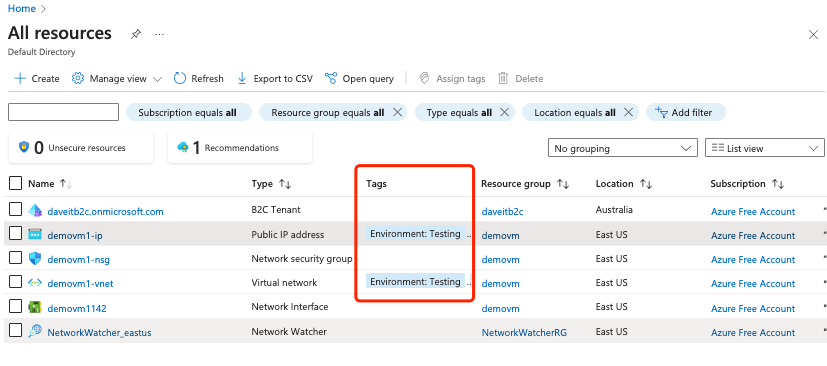 Home
All resources
...
Default Directory
Create Manage view Refresh Export to CSV Open query Assign tags Delete
Subscription equals all Resource group equals all Type equals all Location equals all Add filter
0 Unsecure resources 1 Recommendations No grouping List view
Name Type Tags Resource group Location Subscription
daveitb2c.onmicrosoft.com B2C Tenant daveitb2c Australia Azure Free Account
demovm1-ip Public IP address Environment: Testing .. demovm East US Azure Free Account
demovm1-nsg Network security group demovm East US Azure Free Account
demovm1-vnet Virtual network Environment: Testing .. demovm East US Azure Free Account
demovm1142 Network Interface demovm East US Azure Free Account
NetworkWatcher_eastus Network Watcher NetworkWatcherRG East US Azure Free Account